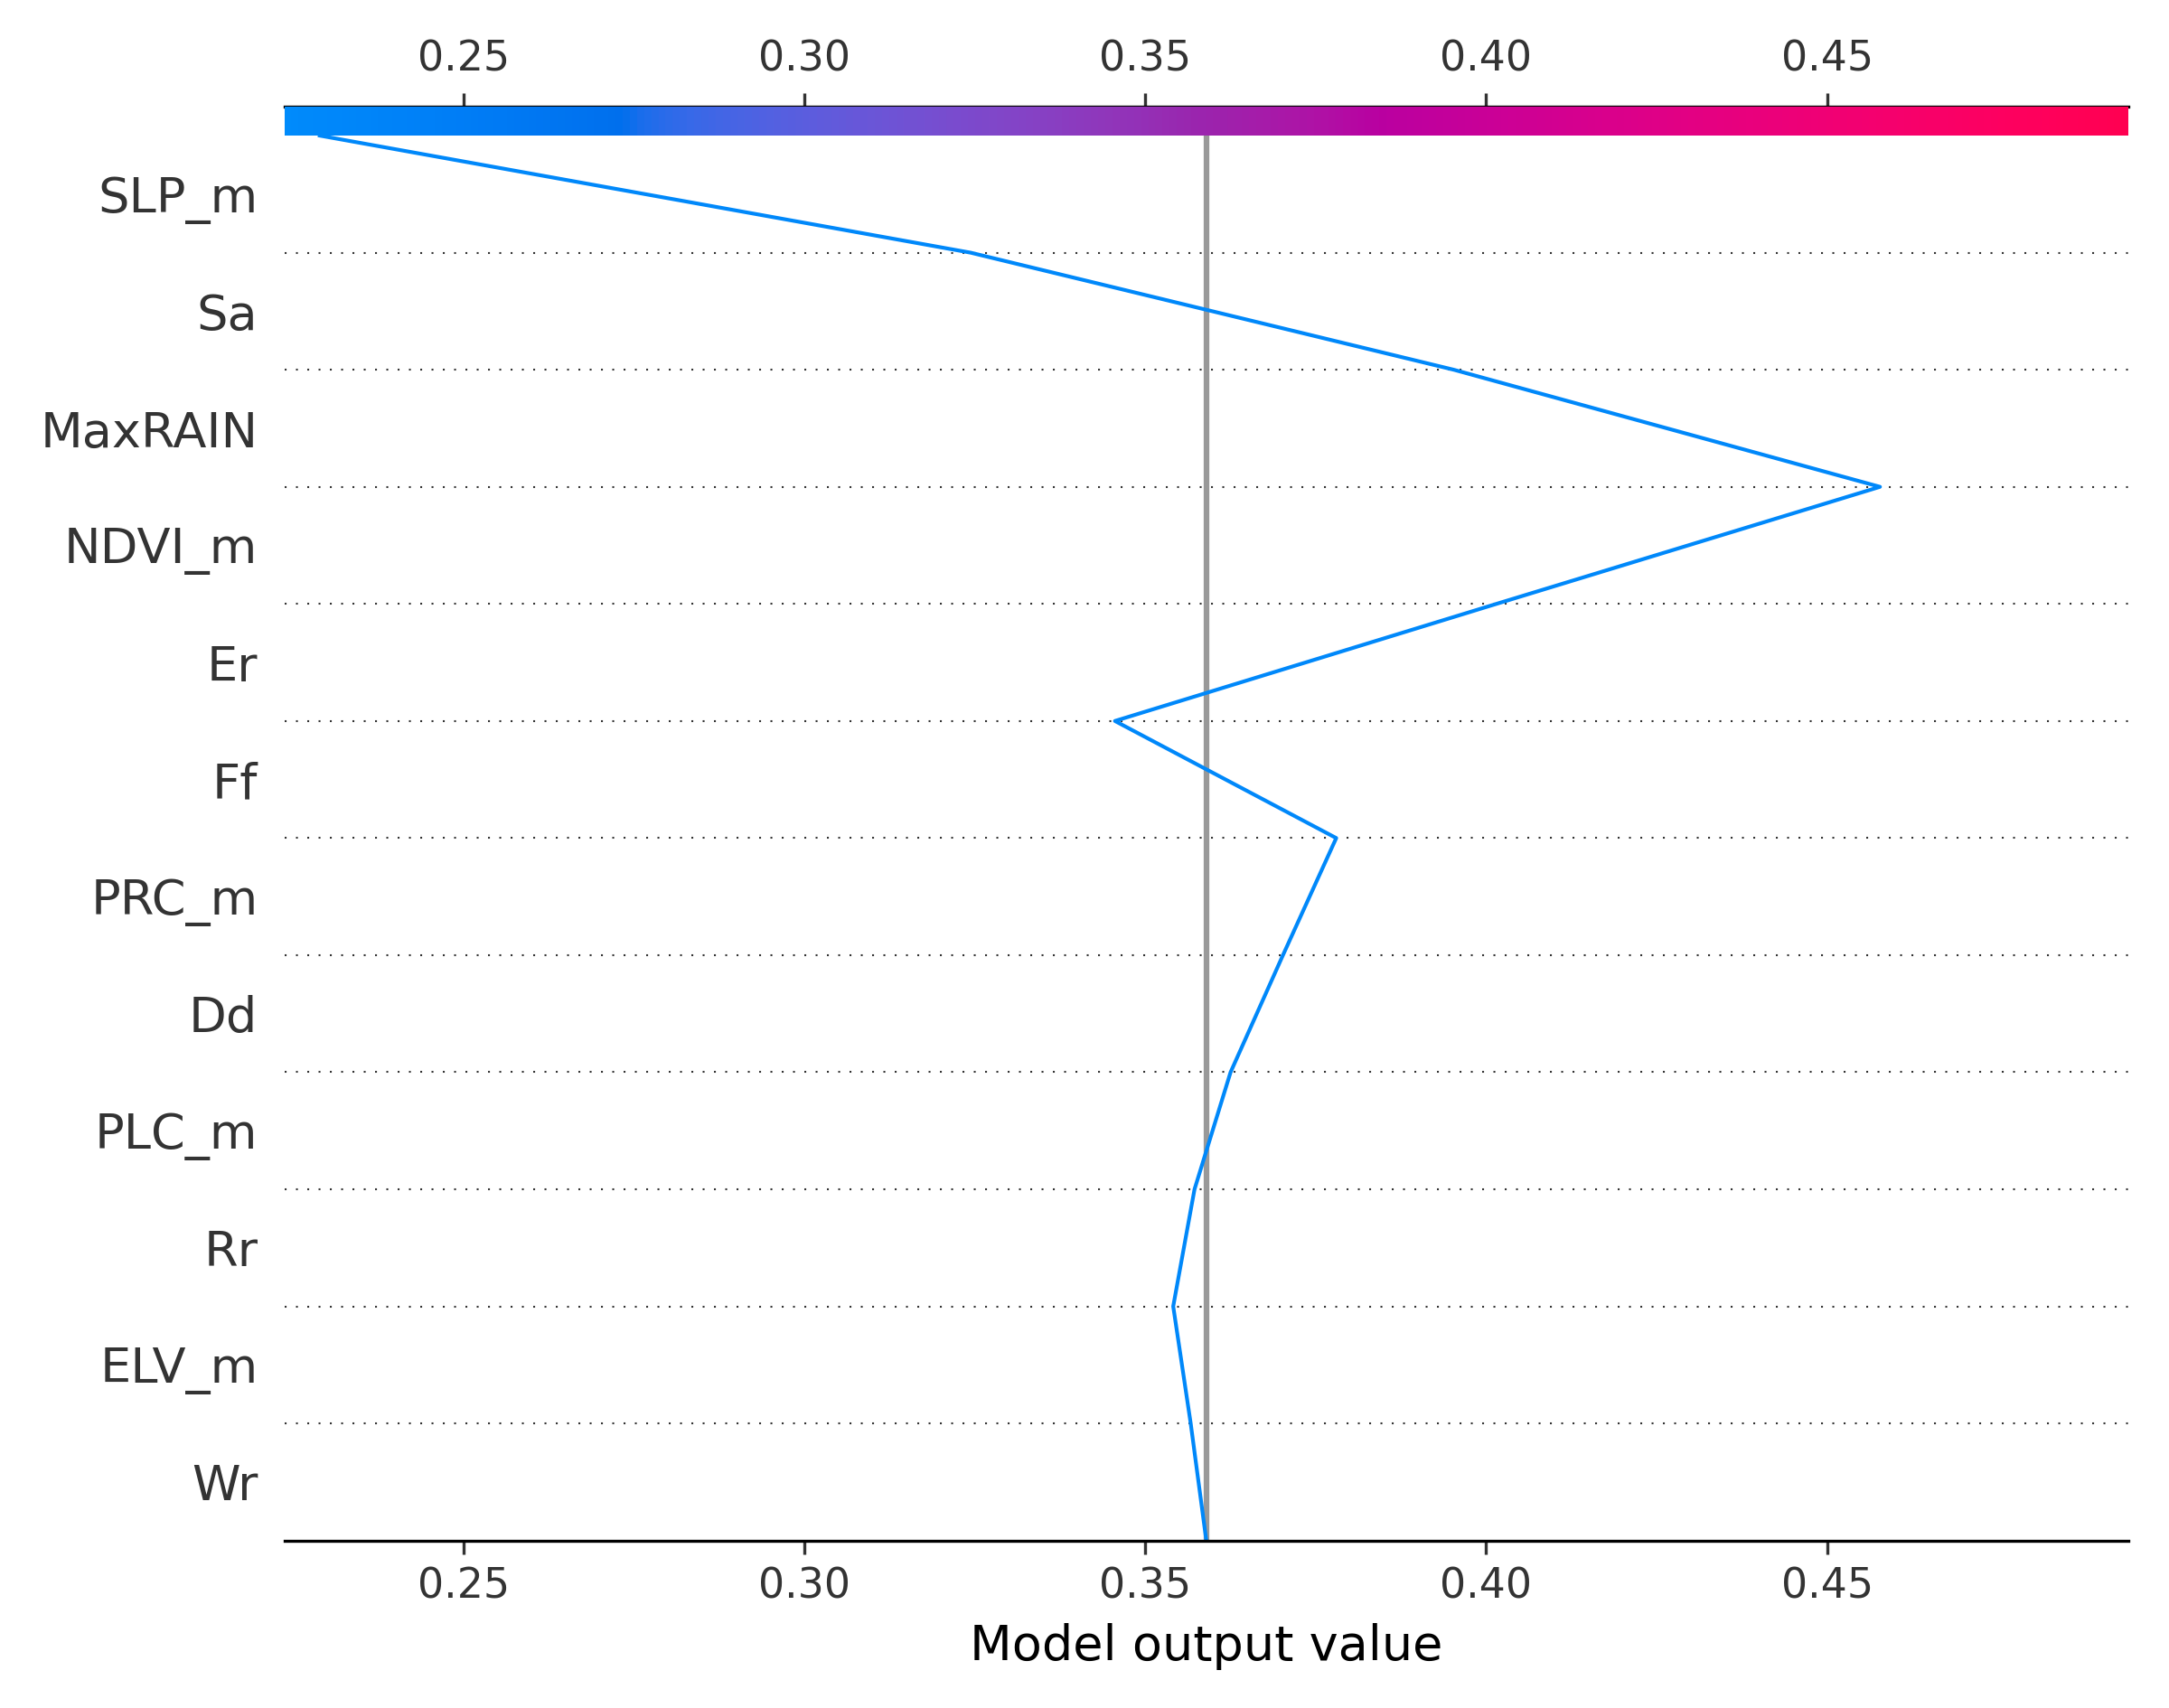 0.25 0.30 0.35 0.40 0.45
SLP_m
Sa
MaxRAIN
NDVI_m
Er
Ff
PRC_m
Dd
PLC_m
Rr
ELV_m
Wr
0.25 0.30 0.35 0.40 0.45
Model output value